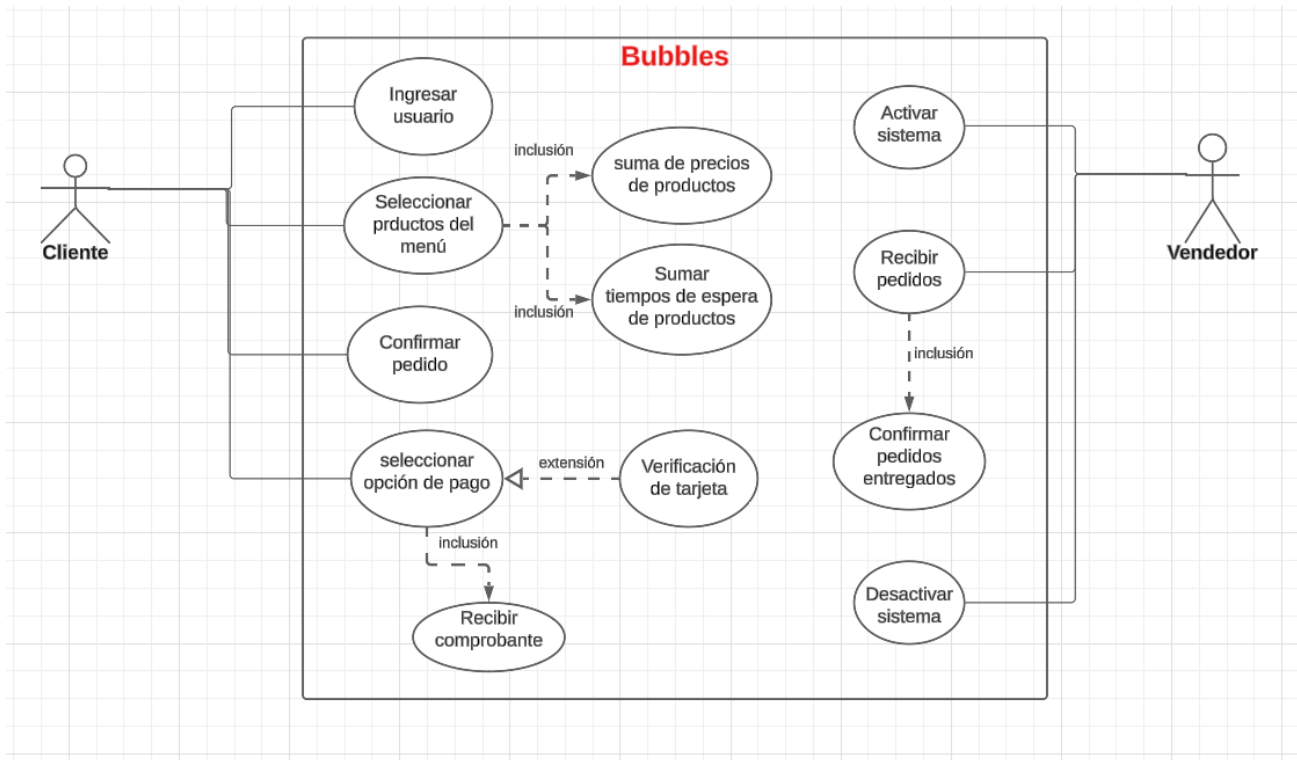 Bubbles
Ingresar
usuario
Activar
sistema
inclusión
suma de precios
de productos
Seleccionar
prductos del
menú
Cliente
Vendedor
Recibir
pedidos
Sumar
tiempos de espera
de productos
inclusión
Confirmar
pedido
inclusión
Confirmar
pedidos
entregados
seleccionar
opción de pago
extensión
Verificación
de tarjeta
inclusión
Desactivar
sistema
Recibir
comprobante